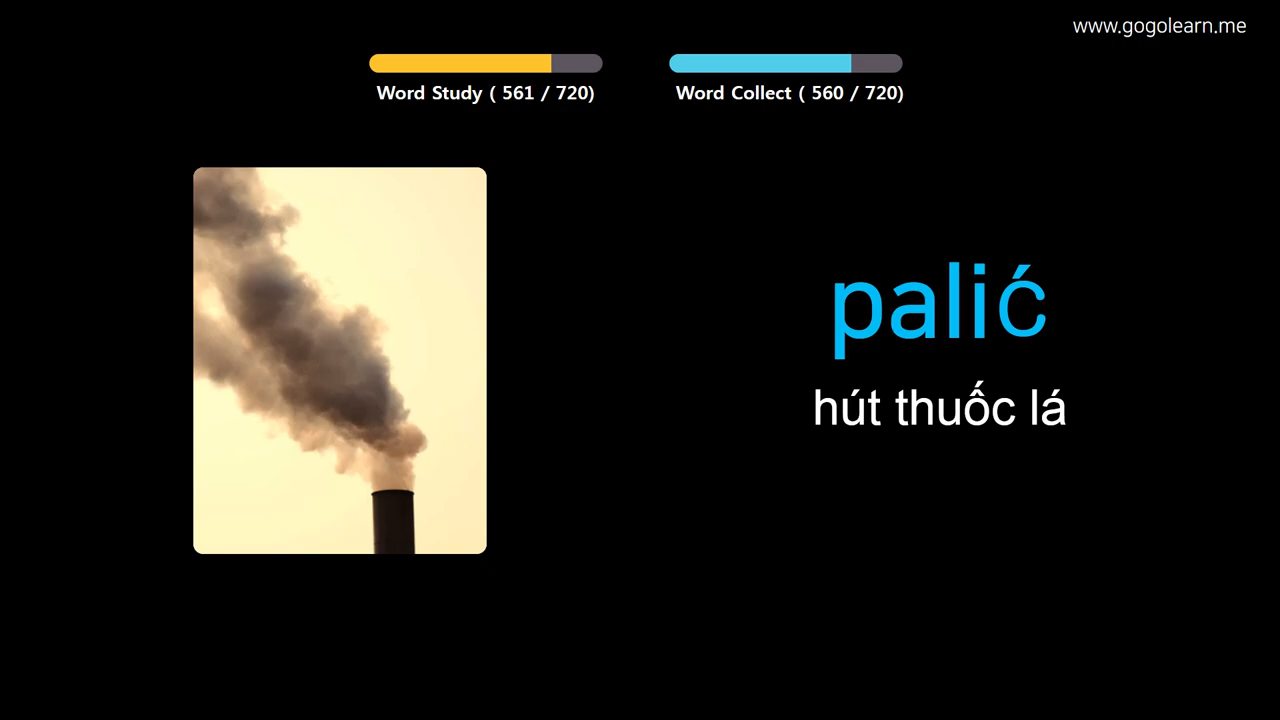 www.gogolearn.me
Word Study ( 561 / 720)
Word Collect ( 560 / 720)
palić
hút thuốc lá